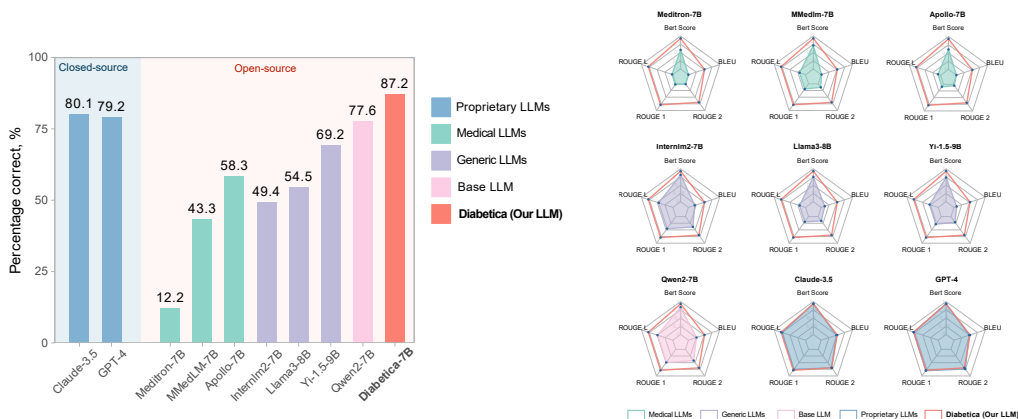 Percentage correct, %
100
75
50
25
0
Closed-source
Open-source
80.1
79.2
12.2
43.3
58.3
49.4
54.5
69.2
77.6
87.2
Claude-3.5
GPT-4
Meditron-7B
MMedLM-7B
Apollo-7B
Internlm2-7B
Llama3-8B
Yi-1.5-9B
Qwen2-7B
Diabetica-7B
Proprietary LLMs
Medical LLMs
Generic LLMs
Base LLM
Diabetica (Our LLM)
Meditron-7B
Bert Score
ROUGE L
BLEU
ROUGE 1
ROUGE 2
MMedlm-7B
Bert Score
ROUGE L
BLEU
ROUGE 1
ROUGE 2
Apollo-7B
Bert Score
ROUGE L
BLEU
ROUGE 1
ROUGE 2
Internlm2-7B
Bert Score
ROUGE L
BLEU
ROUGE 1
ROUGE 2
Llama3-8B
Bert Score
ROUGE L
BLEU
ROUGE 1
ROUGE 2
Yi-1.5-9B
Bert Score
ROUGE L
BLEU
ROUGE 1
ROUGE 2
Qwen2-7B
Bert Score
ROUGE L
BLEU
ROUGE 1
ROUGE 2
Claude-3.5
Bert Score
ROUGE L
BLEU
ROUGE 1
ROUGE 2
GPT-4
Bert Score
ROUGE L
BLEU
ROUGE 1
ROUGE 2
Medical LLMs
Generic LLMs
Base LLM
Proprietary LLMs
Diabetica (Our LLM)